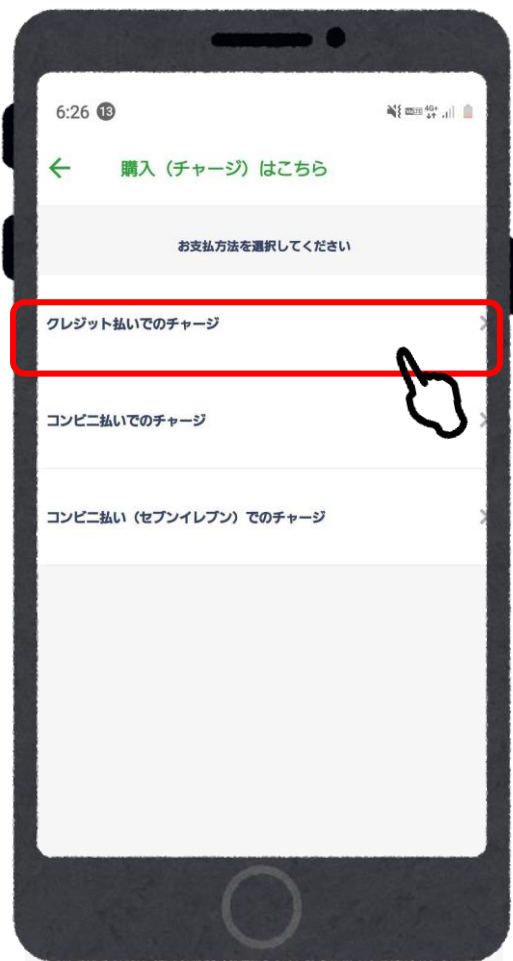 6:26 13
4G+
購入(チャージ)はこちら
お支払方法を選択してください
クレジット払いでのチャージ
コンビニ払いでのチャージ
コンビニ払い(セブンイレブン)でのチャージ